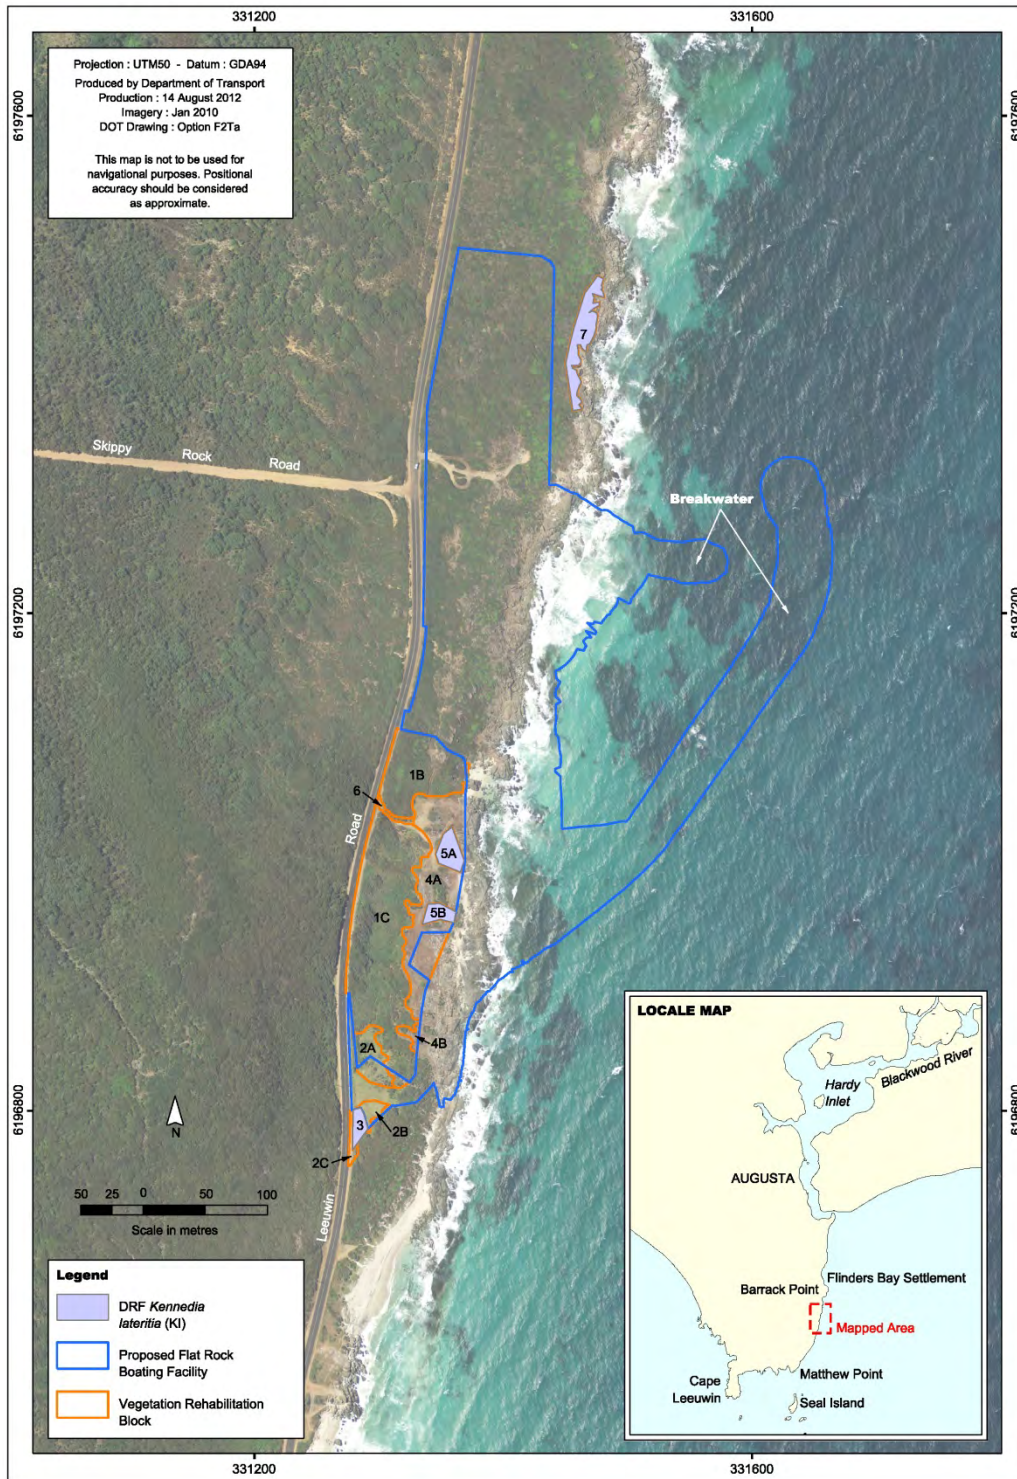 331200
331600
6197600
6197600
Projection : UTM50 - Datum : GDA94
Produced by Department of Transport
Production : 14 August 2012
Imagery : Jan 2010
DOT Drawing : Option F2Ta
This map is not to be used for
navigational purposes. Positional
accuracy should be considered
as approximate.
7
Skippy Rock Road
Breakwater
6197200
6197200
1B
6
Road
5A
4A
5B
1C
4B
2A
3
2B
2C
6196800
6196800
N
50 25 0 50 100
Scale in metres
Leeuwin
Legend
DRF Kennedia
lateritia (Kl)
Proposed Flat Rock
Boating Facility
Vegetation Rehabilitation
Block
LOCALE MAP
Hardy
Inlet
Blackwood River
AUGUSTA
Flinders Bay Settlement
Barrack Point
Mapped Area
Matthew Point
Cape
Leeuwin
Seal Island
331200
331600